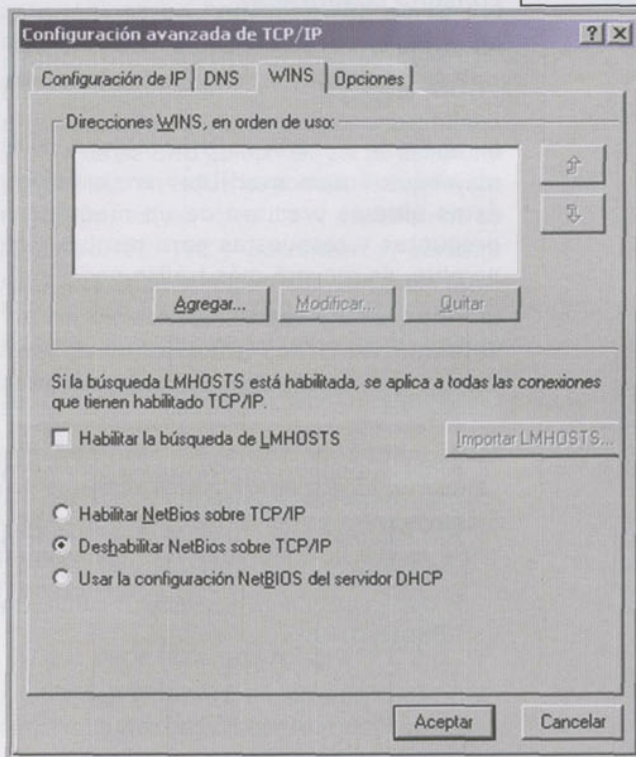 Configuración avanzada de TCP/IP
Configuración de IP DNS WINS Opciones
Direcciones WINS, en orden de uso:
Agregar... Modificar... Quitar
Si la búsqueda LMHOSTS está habilitada, se aplica a todas las conexiones
que tienen habilitado TCP/IP.
Habilitar la búsqueda de LMHOSTS Importar LMHOSTS...
Habilitar NetBios sobre TCP/IP
Deshabilitar NetBios sobre TCP/IP
Usar la configuración NetBIOS del servidor DHCP
Aceptar Cancelar